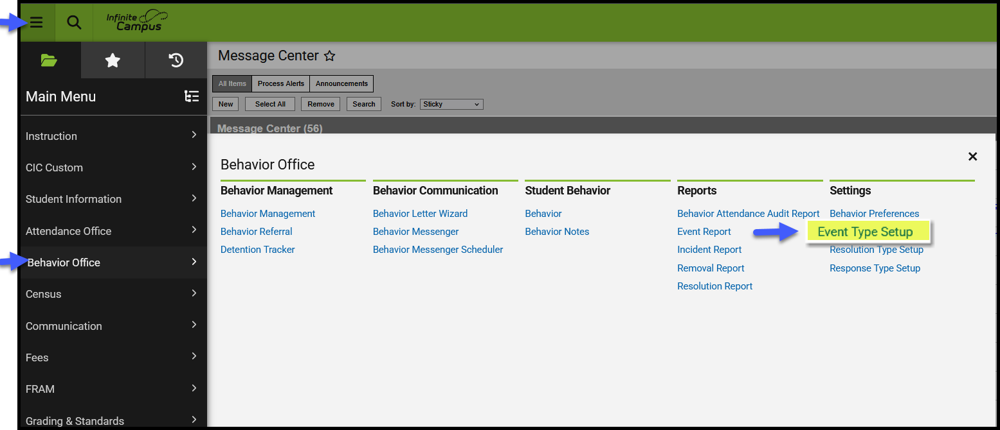 Infinite
Campus
Message Center
All Items Process Alerts Announcements
New Select All Remove Search Sort by: Sticky
Message Center (56)
Main Menu
Instruction
CIC Custom
Student Information
Attendance Office
Behavior Office
Census
Communication
Fees
FRAM
Grading & Standards
Behavior Office
Behavior Management
Behavior Management
Behavior Referral
Detention Tracker
Behavior Communication
Behavior Letter Wizard
Behavior Messenger
Behavior Messenger Scheduler
Student Behavior
Behavior
Behavior Notes
Reports
Behavior Attendance Audit Report
Event Report
Incident Report
Removal Report
Resolution Report
Settings
Behavior Preferences
Event Type Setup
Resolution Type Setup
Response Type Setup